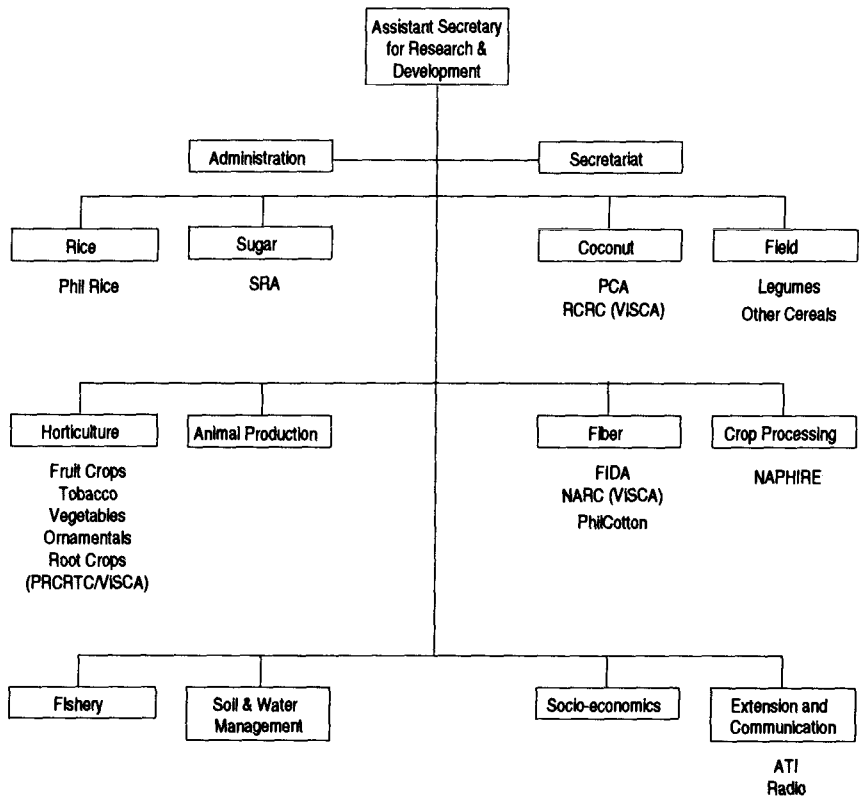 Assistant Secretary
for Research &
Development
Administration
Secretariat
Rice
Phil Rice
Sugar
SRA
Coconut
PCA
RCRC (VISCA)
Field
Legumes
Other Cereals
Horticulture
Fruit Crops
Tobacco
Vegetables
Ornamentals
Root Crops
(PRCRTC/VISCA)
Animal Production
Fiber
FIDA
NARC (VISCA)
PhilCotton
Crop Processing
NAPHIRE
Fishery
Soil & Water
Management
Socio-economics
Extension and
Communication
ATI
Radio